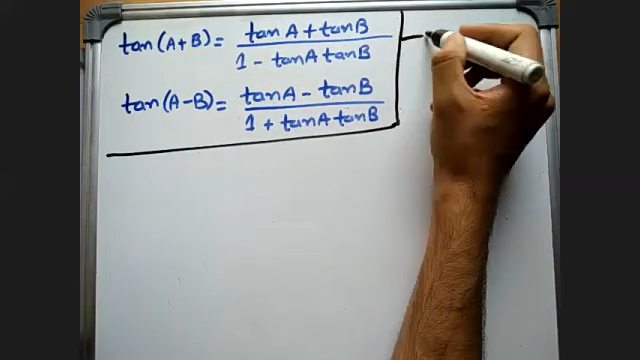 tan(A+B) = (tanA + tanB) / (1 - tanA tanB)
tan(A-B) = (tanA - tanB) / (1 + tanA tanB)